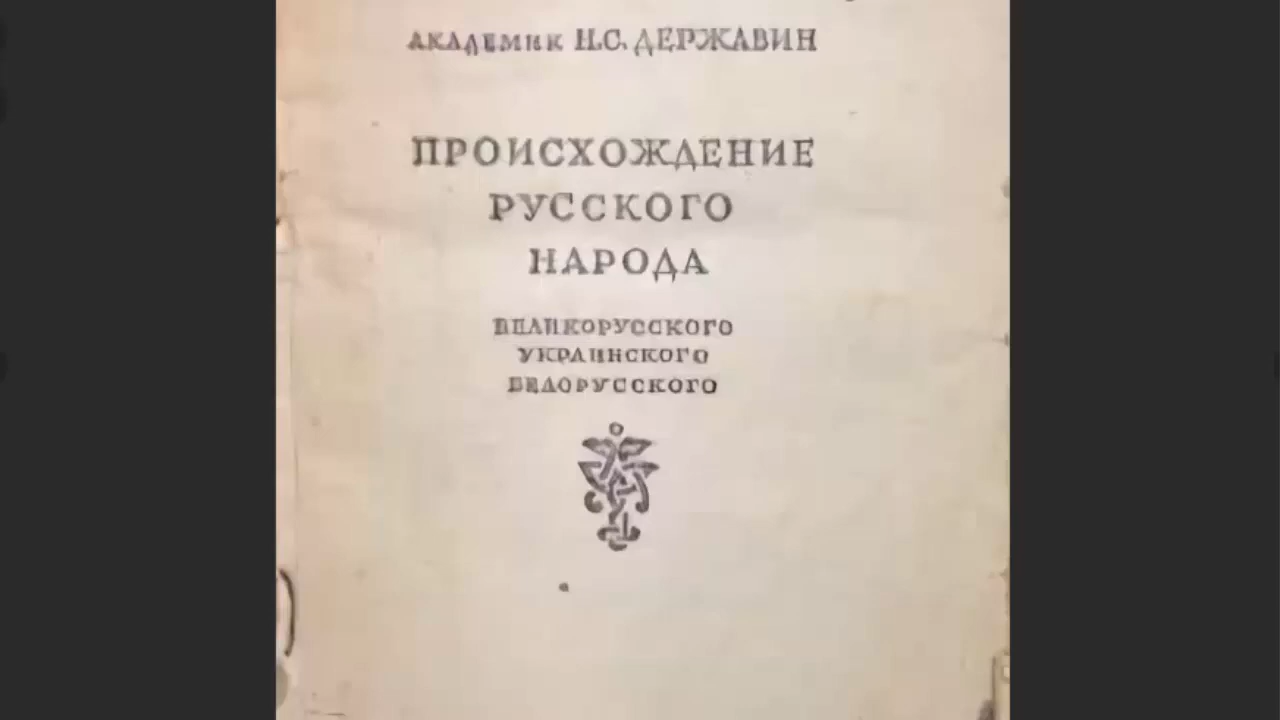 АКАДЕМИК Н.С. ДЕРЖАВИН
ПРОИСХОЖДЕНИЕ
РУССКОГО
НАРОДА
ВЕЛИКОРУССКОГО
УКРАИНСКОГО
БЕЛОРУССКОГО